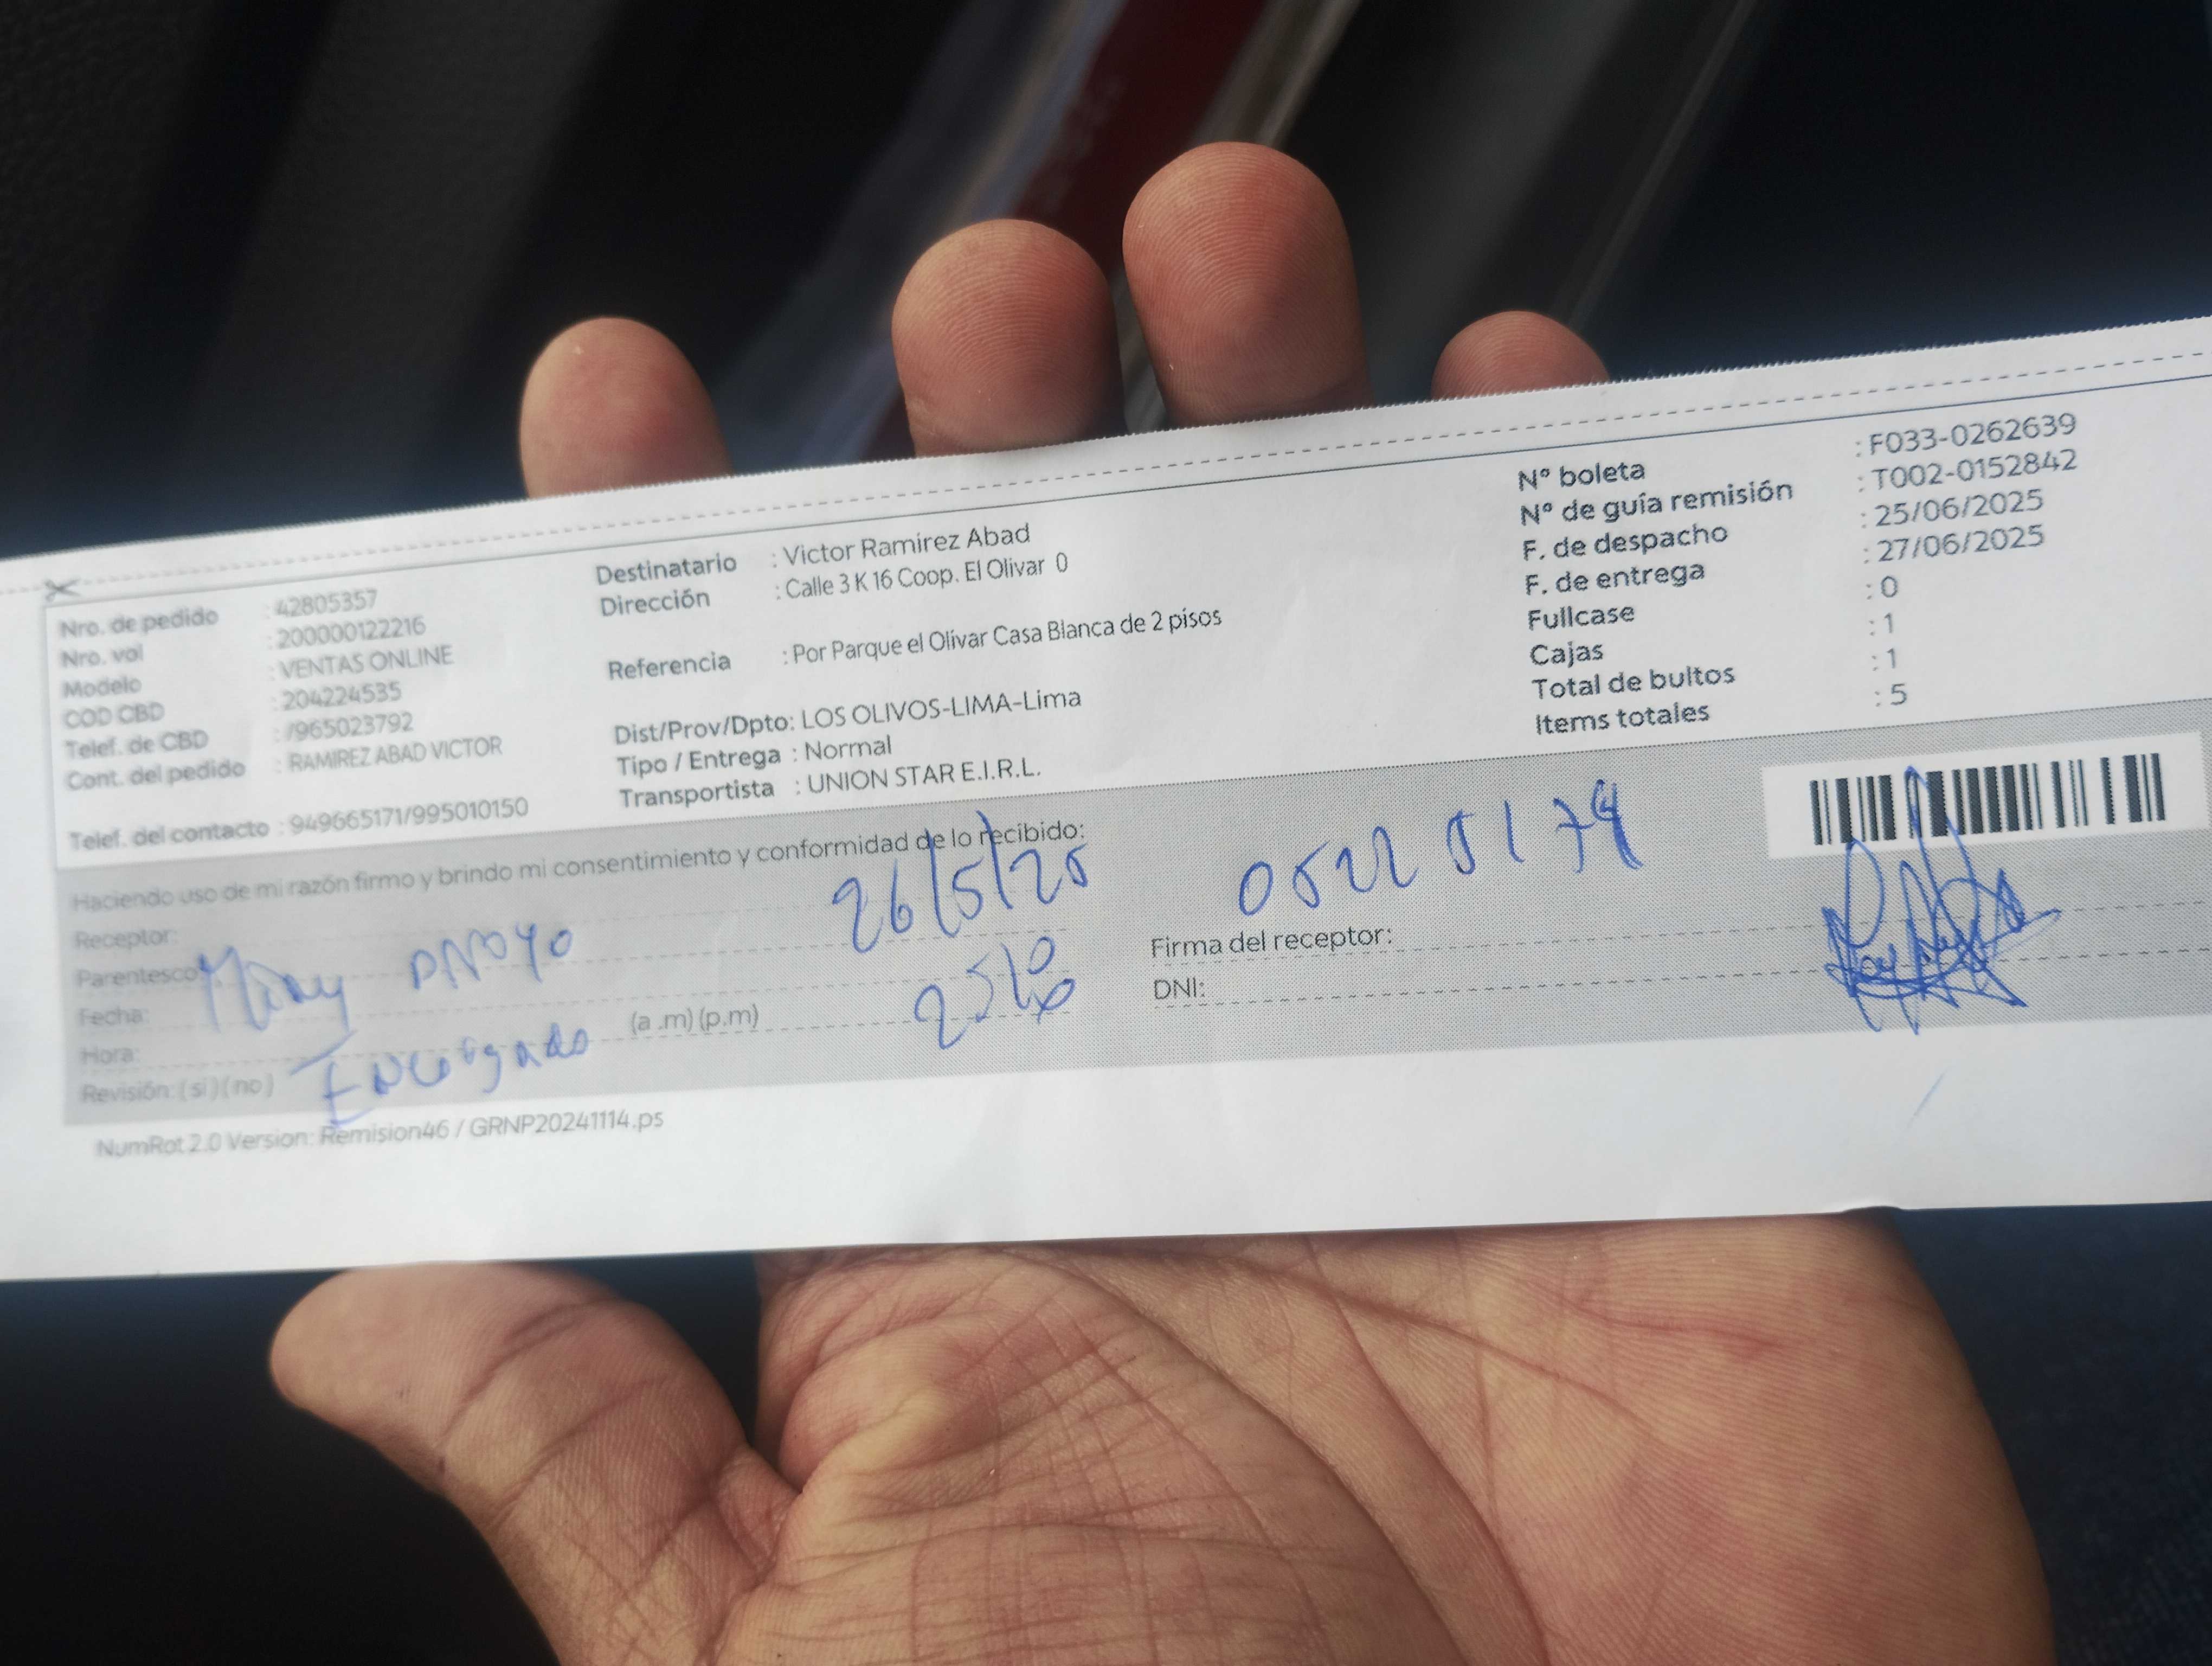 Nro. de pedido : 42805357
Nro. vol : 200000122216
Modelo : VENTAS ONLINE
COD CBD : 204224535
Telef. de CBD : /965023792
Cont. del pedido : RAMIREZ ABAD VICTOR
Telef. del contacto : 949665171/995010150
Destinatario : Victor Ramirez Abad
Dirección : Calle 3 K 16 Coop. El Olivar 0
Referencia : Por Parque el Olivar Casa Blanca de 2 pisos
Dist/Prov/Dpto: LOS OLIVOS-LIMA-Lima
Tipo / Entrega : Normal
Transportista : UNION STAR E.I.R.L.
N° boleta : F033-0262639
N° de guía remisión : T002-0152842
F. de despacho : 25/06/2025
F. de entrega : 27/06/2025
Fullcase : 0
Cajas : 1
Total de bultos : 1
Items totales : 5
Haciendo uso de mi razón firmo y brindo mi consentimiento y conformidad de lo recibido:
Receptor:
Parentesco:
Fecha:
Hora: (a .m) (p.m)
Revisión: ( si ) ( no )
26/5/25
Encargado
Firma del receptor:
DNI:
NumRot 2.0 Version: Remision46 / GRNP20241114.ps